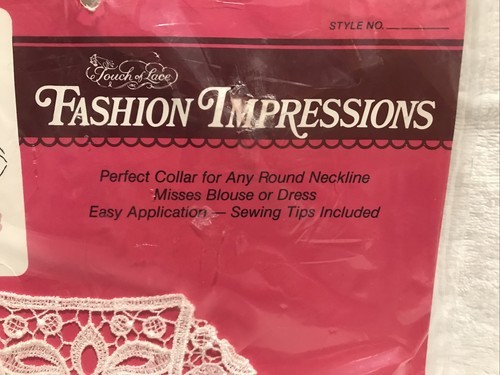 STYLE NO.
Touch of Lace
FASHION IMPRESSIONS
Perfect Collar for Any Round Neckline
Misses Blouse or Dress
Easy Application — Sewing Tips Included